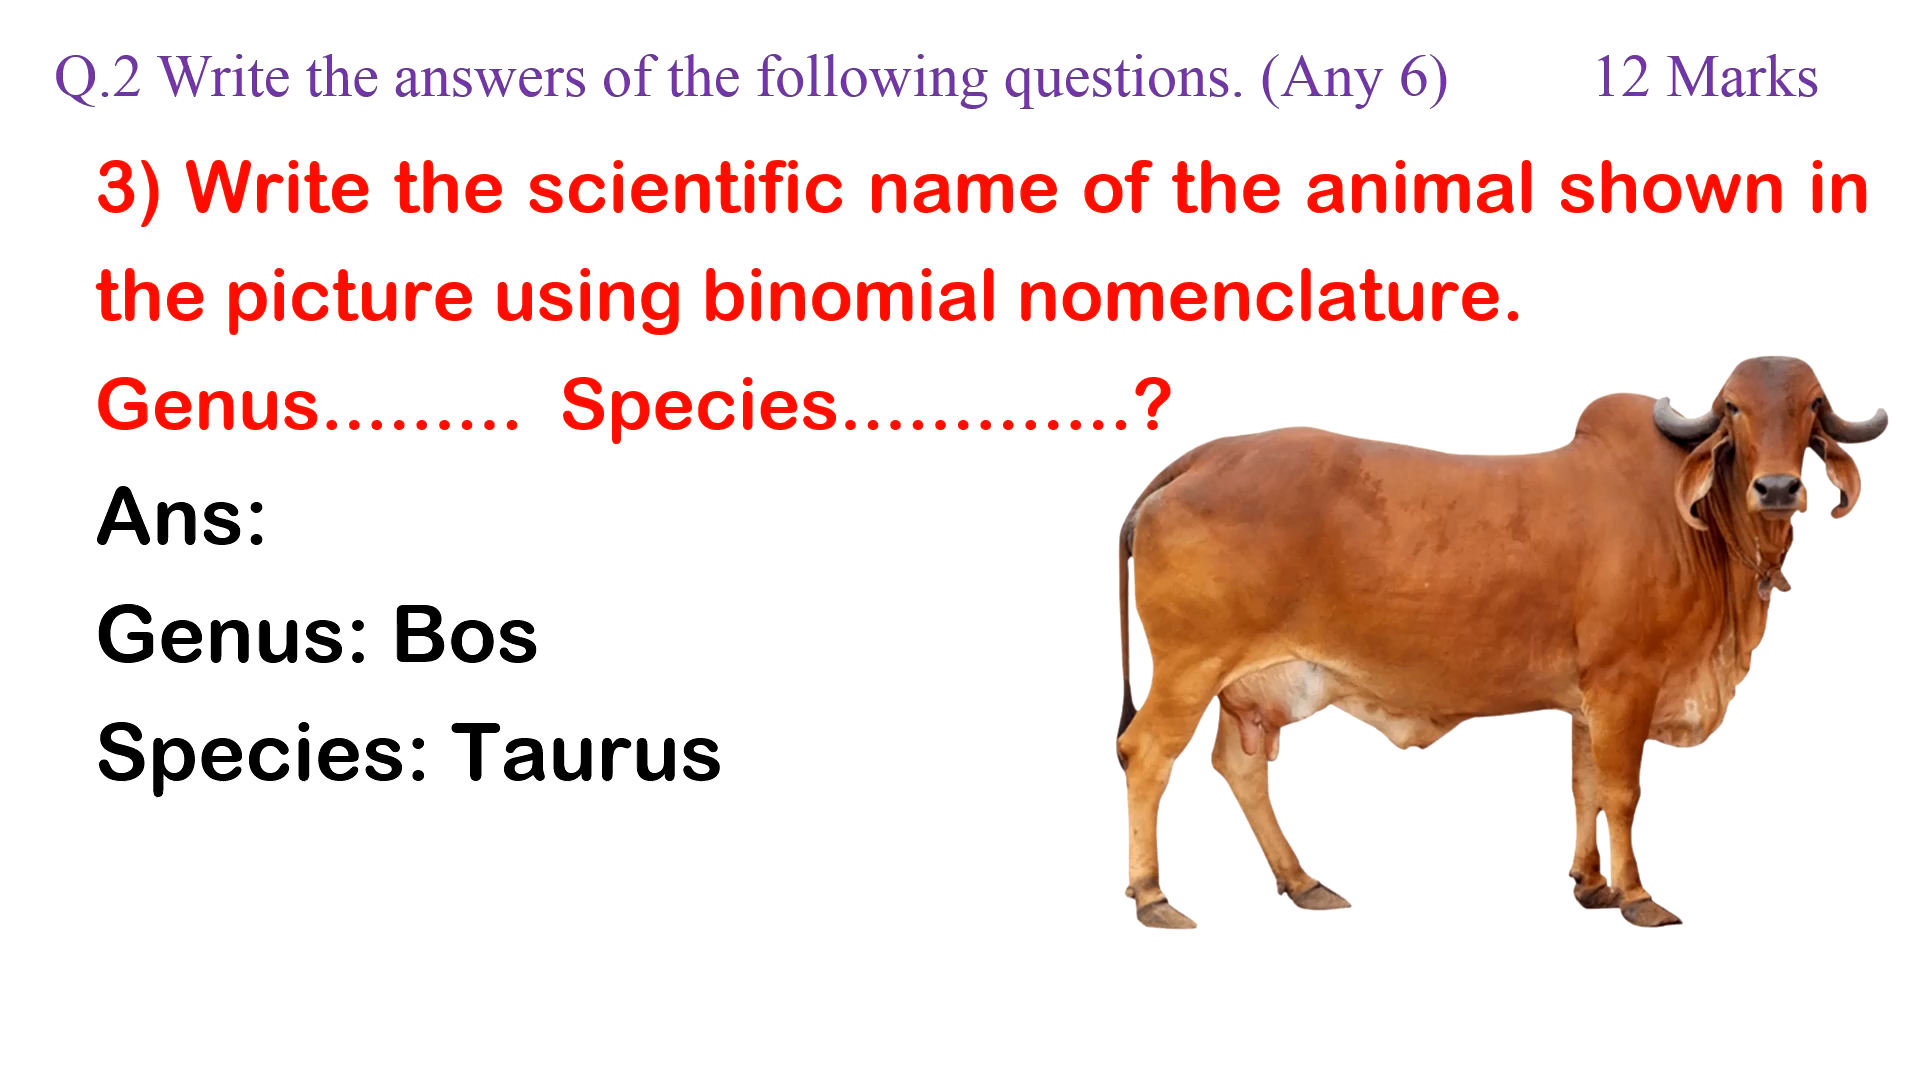 Q.2 Write the answers of the following questions. (Any 6) 12 Marks
3) Write the scientific name of the animal shown in
the picture using binomial nomenclature.
Genus......... Species.............?
Ans:
Genus: Bos
Species: Taurus